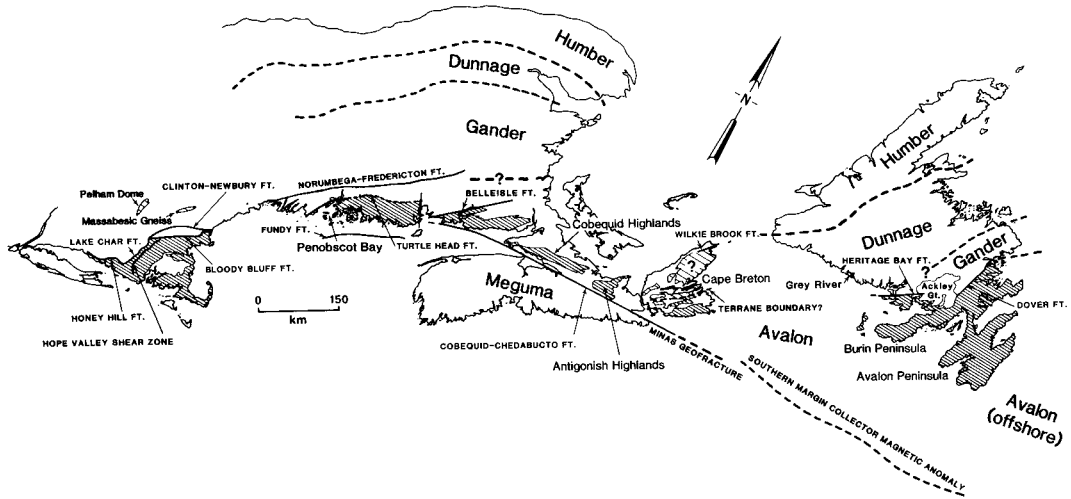 Humber
Dunnage
Gander
N
Humber
Dunnage
Gander
?
?
CLINTON-NEWBURY FT.
NORUMBEGA-FREDERICTON FT.
BELLEISLE FT.
Pelham Dome
Massabesic Gneiss
LAKE CHAR FT.
FUNDY FT.
Penobscot Bay
TURTLE HEAD FT.
Cobequid Highlands
WILKIE BROOK FT.
?
HERITAGE BAY FT.
Grey River
Ackley
Gt.
DOVER FT.
BLOODY BLUFF FT.
Meguma
Cape Breton
TERRANE BOUNDARY?
HONEY HILL FT.
0 150
km
HOPE VALLEY SHEAR ZONE
COBEQUID-CHEDABUCTO FT.
Antigonish Highlands
MINAS GEOFRACTURE
Avalon
Burin Peninsula
Avalon Peninsula
SOUTHERN MARGIN COLLECTOR MAGNETIC ANOMALY
Avalon
(offshore)